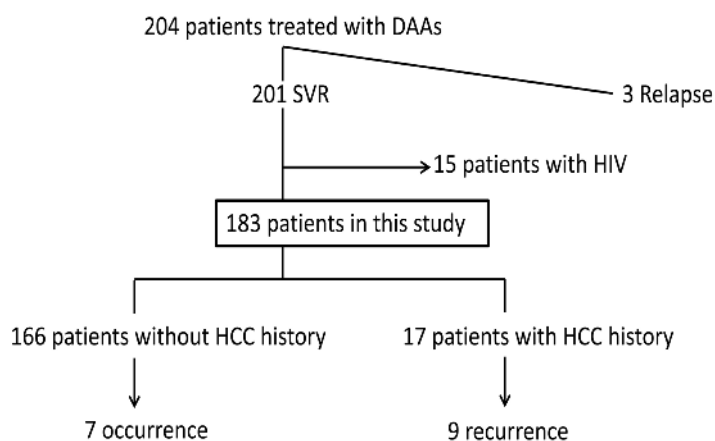 204 patients treated with DAAs
201 SVR
3 Relapse
15 patients with HIV
183 patients in this study
166 patients without HCC history
17 patients with HCC history
7 occurrence
9 recurrence